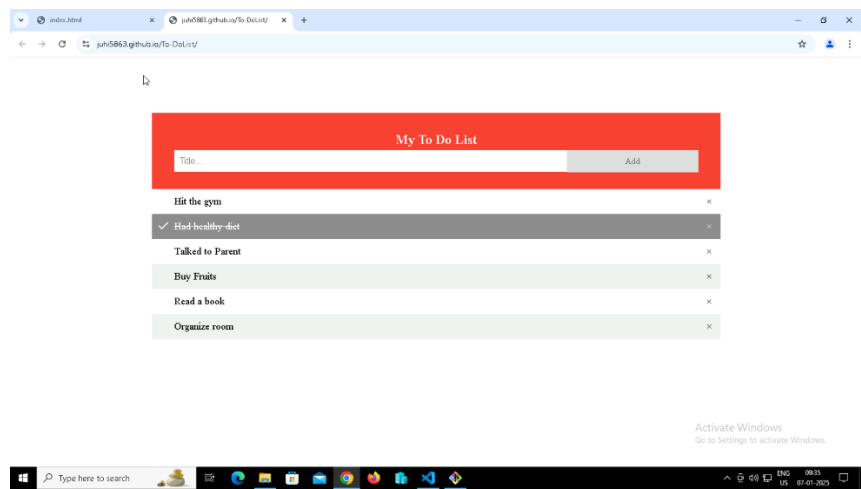 index.html
juhi5863.github.io/To-DoList/
juhi5863.github.io/To-DoList/
My To Do List
Title...
Add
Hit the gym
Had healthy diet
Talked to Parent
Buy Fruits
Read a book
Organize room
Activate Windows
Go to Settings to activate Windows.
Type here to search
ENG
US
09:35
07-01-2025